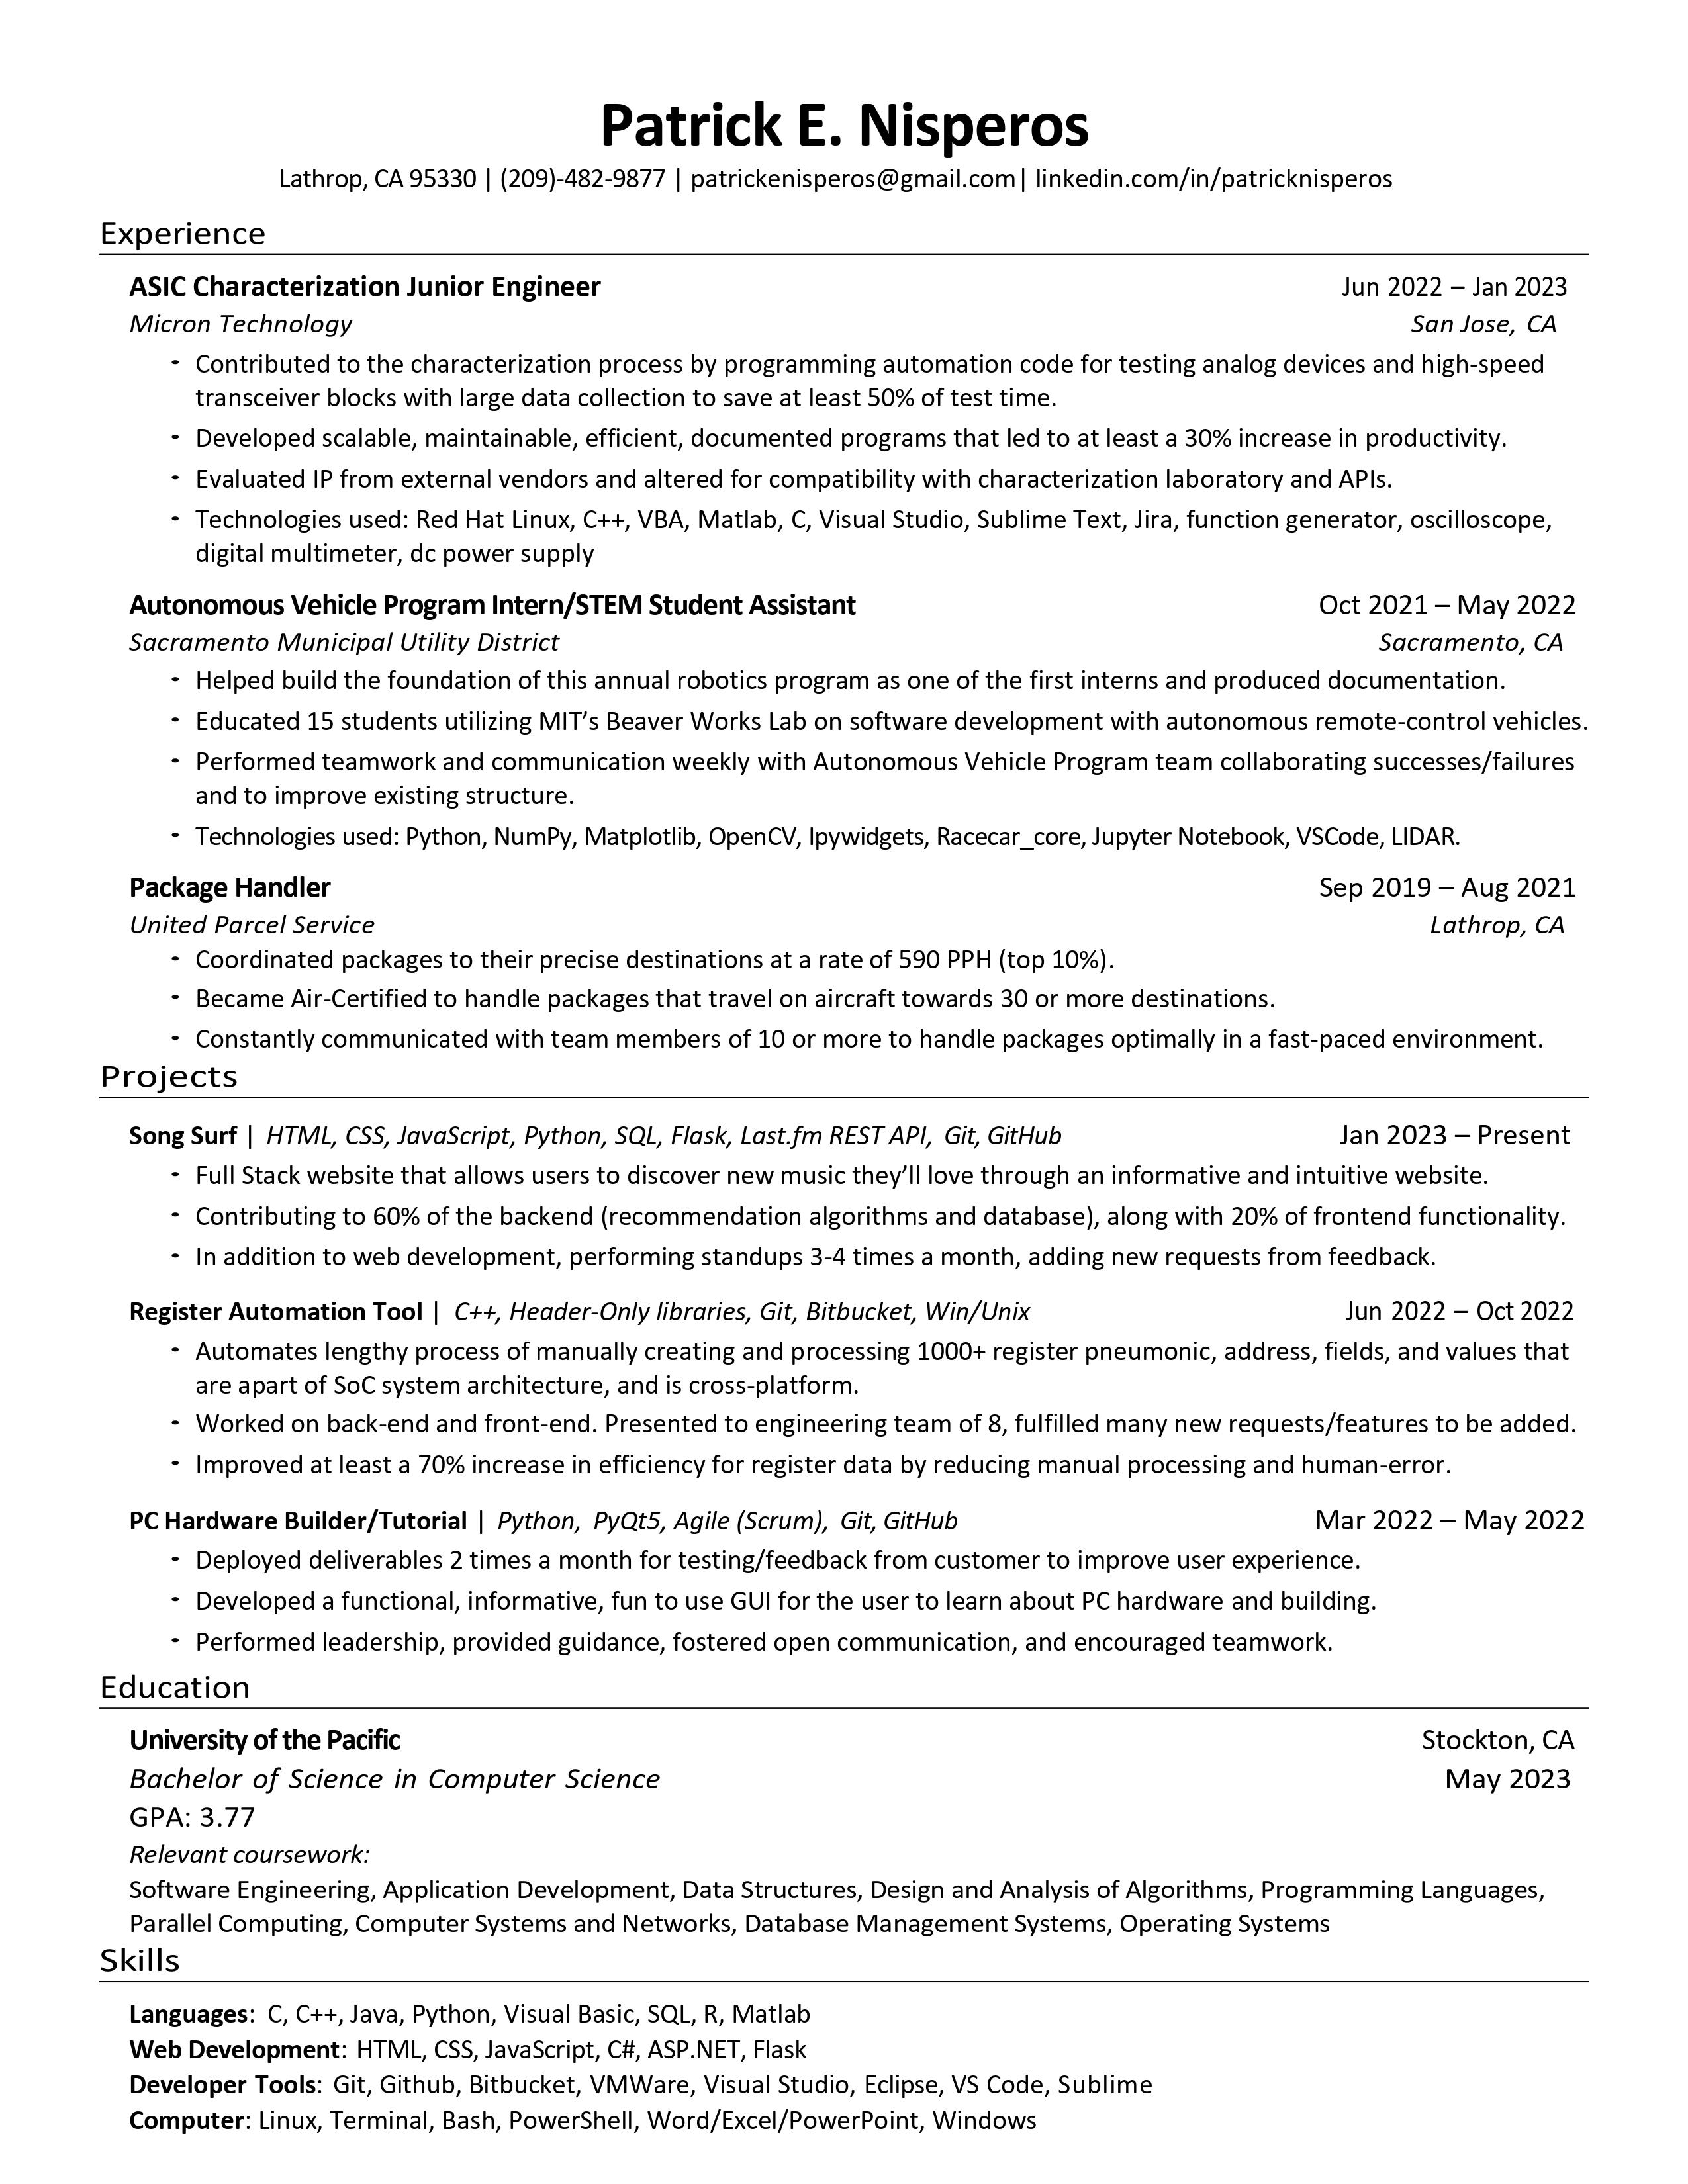 Patrick E. Nisperos
Lathrop, CA 95330 | (209)-482-9877 | patrickenisperos@gmail.com| linkedin.com/in/patricknisperos
Experience
ASIC Characterization Junior Engineer Jun 2022 – Jan 2023
Micron Technology San Jose, CA
- Contributed to the characterization process by programming automation code for testing analog devices and high-speed
transceiver blocks with large data collection to save at least 50% of test time.
- Developed scalable, maintainable, efficient, documented programs that led to at least a 30% increase in productivity.
- Evaluated IP from external vendors and altered for compatibility with characterization laboratory and APIs.
- Technologies used: Red Hat Linux, C++, VBA, Matlab, C, Visual Studio, Sublime Text, Jira, function generator, oscilloscope,
digital multimeter, dc power supply
Autonomous Vehicle Program Intern/STEM Student Assistant Oct 2021 – May 2022
Sacramento Municipal Utility District Sacramento, CA
- Helped build the foundation of this annual robotics program as one of the first interns and produced documentation.
- Educated 15 students utilizing MIT’s Beaver Works Lab on software development with autonomous remote-control vehicles.
- Performed teamwork and communication weekly with Autonomous Vehicle Program team collaborating successes/failures
and to improve existing structure.
- Technologies used: Python, NumPy, Matplotlib, OpenCV, Ipywidgets, Racecar_core, Jupyter Notebook, VSCode, LIDAR.
Package Handler Sep 2019 – Aug 2021
United Parcel Service Lathrop, CA
- Coordinated packages to their precise destinations at a rate of 590 PPH (top 10%).
- Became Air-Certified to handle packages that travel on aircraft towards 30 or more destinations.
- Constantly communicated with team members of 10 or more to handle packages optimally in a fast-paced environment.
Projects
Song Surf | HTML, CSS, JavaScript, Python, SQL, Flask, Last.fm REST API, Git, GitHub Jan 2023 – Present
- Full Stack website that allows users to discover new music they’ll love through an informative and intuitive website.
- Contributing to 60% of the backend (recommendation algorithms and database), along with 20% of frontend functionality.
- In addition to web development, performing standups 3-4 times a month, adding new requests from feedback.
Register Automation Tool | C++, Header-Only libraries, Git, Bitbucket, Win/Unix Jun 2022 – Oct 2022
- Automates lengthy process of manually creating and processing 1000+ register pneumonic, address, fields, and values that
are apart of SoC system architecture, and is cross-platform.
- Worked on back-end and front-end. Presented to engineering team of 8, fulfilled many new requests/features to be added.
- Improved at least a 70% increase in efficiency for register data by reducing manual processing and human-error.
PC Hardware Builder/Tutorial | Python, PyQt5, Agile (Scrum), Git, GitHub Mar 2022 – May 2022
- Deployed deliverables 2 times a month for testing/feedback from customer to improve user experience.
- Developed a functional, informative, fun to use GUI for the user to learn about PC hardware and building.
- Performed leadership, provided guidance, fostered open communication, and encouraged teamwork.
Education
University of the Pacific Stockton, CA
Bachelor of Science in Computer Science May 2023
GPA: 3.77
Relevant coursework:
Software Engineering, Application Development, Data Structures, Design and Analysis of Algorithms, Programming Languages,
Parallel Computing, Computer Systems and Networks, Database Management Systems, Operating Systems
Skills
Languages: C, C++, Java, Python, Visual Basic, SQL, R, Matlab
Web Development: HTML, CSS, JavaScript, C#, ASP.NET, Flask
Developer Tools: Git, Github, Bitbucket, VMWare, Visual Studio, Eclipse, VS Code, Sublime
Computer: Linux, Terminal, Bash, PowerShell, Word/Excel/PowerPoint, Windows